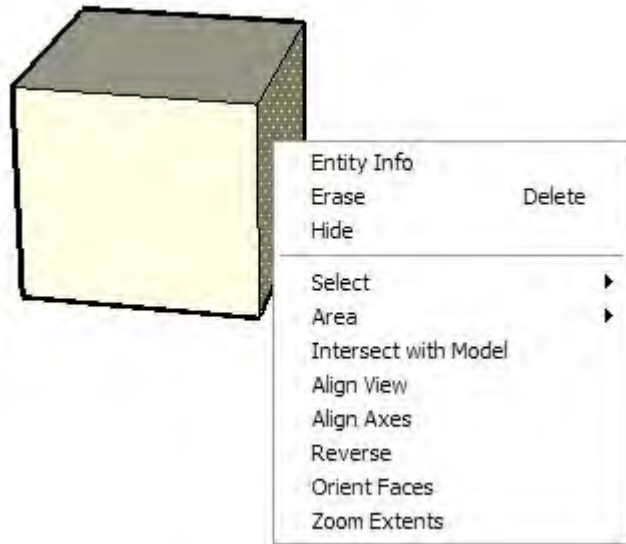 Entity Info
Erase Delete
Hide
Select
Area
Intersect with Model
Align View
Align Axes
Reverse
Orient Faces
Zoom Extents